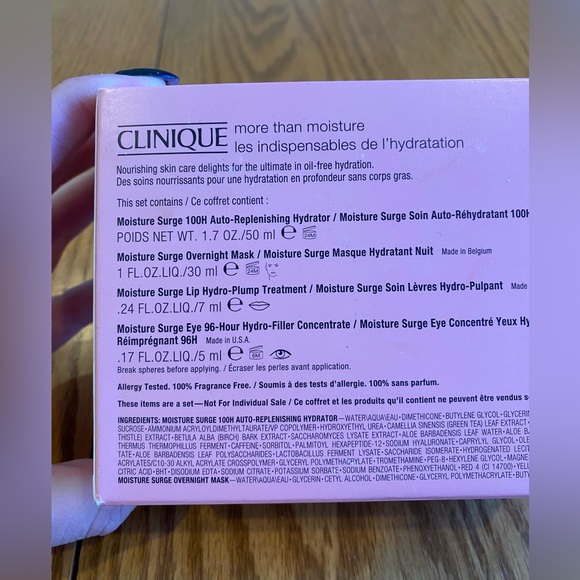 CLINIQUE more than moisture
les indispensables de l'hydratation
Nourishing skin care delights for the ultimate in oil-free hydration.
Des soins nourrissants pour une hydratation en profondeur sans corps gras.
This set contains / Ce coffret contient :
Moisture Surge 100H Auto-Replenishing Hydrator / Moisture Surge Soin Auto-Réhydratant 100H
POIDS NET WT. 1.7 OZ./50 ml ℮ 24M
Moisture Surge Overnight Mask / Moisture Surge Masque Hydratant Nuit Made in Belgium
1 FL.OZ.LIQ./30 ml ℮ 24M
Moisture Surge Lip Hydro-Plump Treatment / Moisture Surge Soin Lèvres Hydro-Pulpant Made
.24 FL.OZ.LIQ./7 ml ℮
Moisture Surge Eye 96-Hour Hydro-Filler Concentrate / Moisture Surge Eye Concentré Yeux Hy
Réimprégnant 96H Made in U.S.A.
.17 FL.OZ.LIQ./5 ml ℮ 6M
Break spheres before applying. / Écraser les perles avant application.
Allergy Tested. 100% Fragrance Free. / Soumis à des tests d'allergie. 100% sans parfum.
These items are a set—Not For Individual Sale / Ce coffret et les produits qu'il contient ne peuvent être vendus s
INGREDIENTS: MOISTURE SURGE 100H AUTO-REPLENISHING HYDRATOR•WATER\AQUA\EAU•DIMETHICONE•BUTYLENE GLYCOL•GLYCERIN
SUCROSE•AMMONIUM ACRYLOYLDIMETHYLTAURATE/VP COPOLYMER•HYDROXYETHYL UREA•CAMELLIA SINENSIS (GREEN TEA) LEAF EXTRACT•
THISTLE) EXTRACT•BETULA ALBA (BIRCH) BARK EXTRACT•SACCHAROMYCES LYSATE EXTRACT•ALOE BARBADENSIS LEAF WATER•ALOE B
THERMUS THERMOPHILLUS FERMENT•CAFFEINE•SORBITOL•PALMITOYL HEXAPEPTIDE-12•SODIUM HYALURONATE•CAPRYLYL GLYCOL•OLE
TATE•ALOE BARBADENSIS LEAF POLYSACCHARIDES•LACTOBACILLUS FERMENT LYSATE•SACCHARIDE ISOMERATE•HYDROGENATED LECIT
ACRYLATES/C10-30 ALKYL ACRYLATE CROSSPOLYMER•GLYCERYL POLYMETHACRYLATE•TROMETHAMINE•PEG-8•HEXYLENE GLYCOL•MAGNE
CITRIC ACID•BHT•DISODIUM EDTA•SODIUM CITRATE•POTASSIUM SORBATE•SODIUM BENZOATE•PHENOXYETHANOL•RED 4 (CI 14700)•YELL
MOISTURE SURGE OVERNIGHT MASK•WATER\AQUA\EAU•GLYCERIN•CETYL ALCOHOL•DIMETHICONE•GLYCERYL POLYMETHACRYLATE•BUT